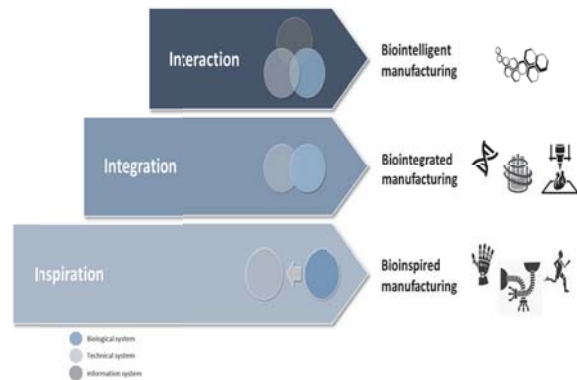 Interaction
Biointelligent
manufacturing
Integration
Biointegrated
manufacturing
Inspiration
Bioinspired
manufacturing
Biological system
Technical system
Information system